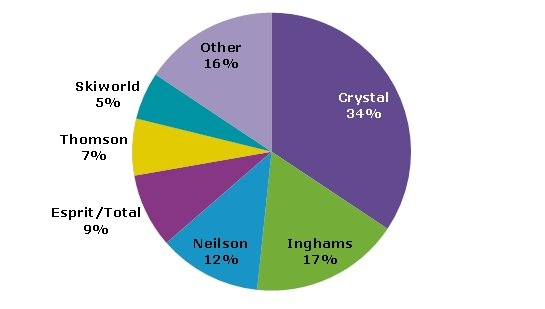 Other
16%
Crystal
34%
Skiworld
5%
Thomson
7%
Esprit/Total
9%
Neilson
12%
Inghams
17%